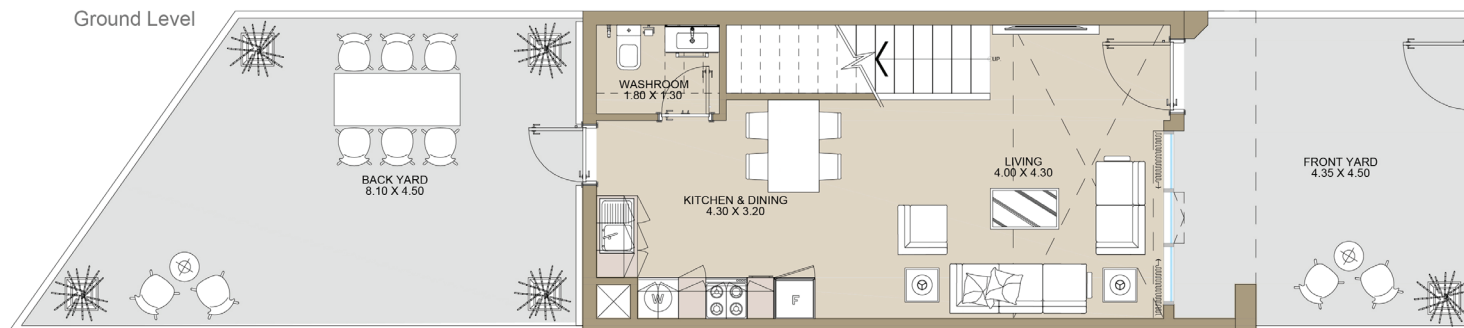 Ground Level
WASHROOM
1.80 X 1.30
UP
BACK YARD
8.10 X 4.50
LIVING
4.00 X 4.30
FRONT YARD
4.35 X 4.50
KITCHEN & DINING
4.30 X 3.20
W
F